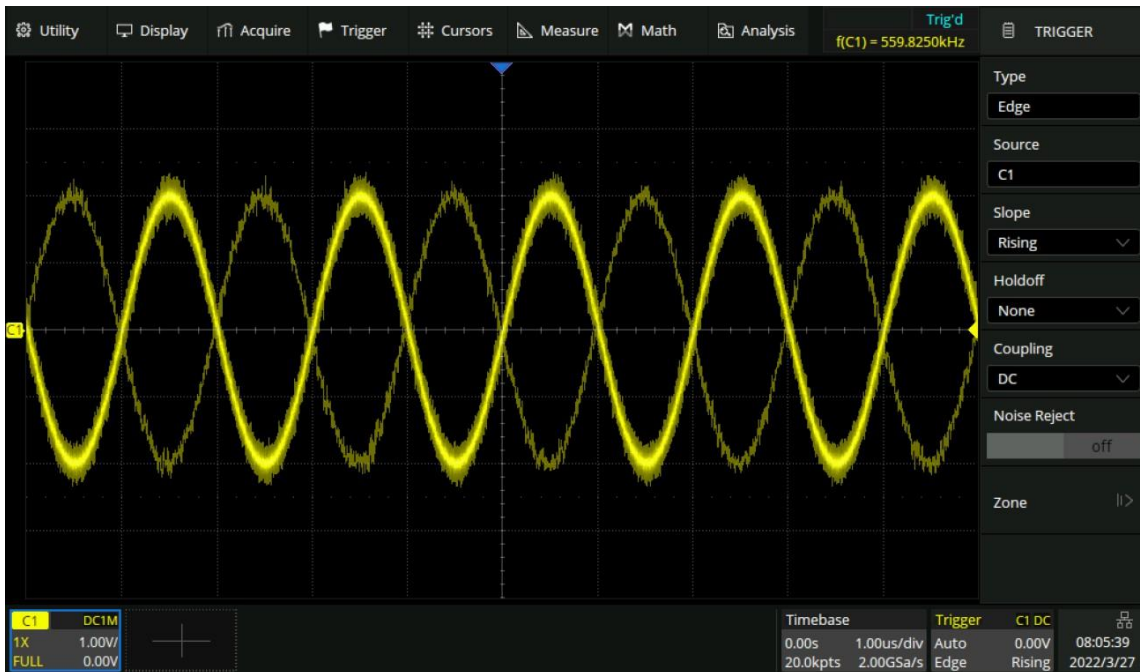 Utility Display Acquire Trigger Cursors Measure Math Analysis
Trig'd
f(C1) = 559.8250kHz
TRIGGER
Type
Edge
Source
C1
Slope
Rising
Holdoff
None
Coupling
DC
Noise Reject
off
Zone
C1
C1 DC1M
1X 1.00V/
FULL 0.00V
Timebase
0.00s 1.00us/div
20.0kpts 2.00GSa/s
Trigger C1 DC
Auto 0.00V
Edge Rising
08:05:39
2022/3/27